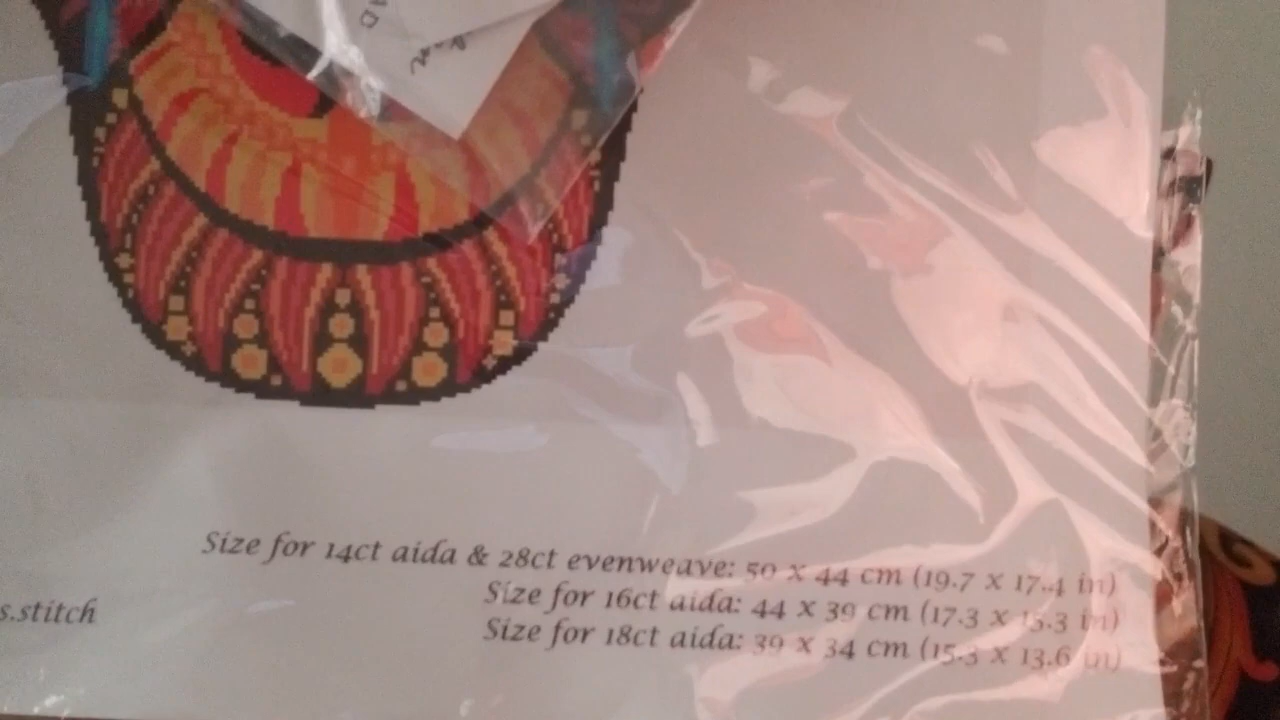 Size for 14ct aida & 28ct evenweave: 50 x 44 cm (19.7 x 17.4 in)
Size for 16ct aida: 44 x 39 cm (17.3 x 15.3 in)
s.stitch
Size for 18ct aida: 39 x 34 cm (15.3 x 13.6 in)